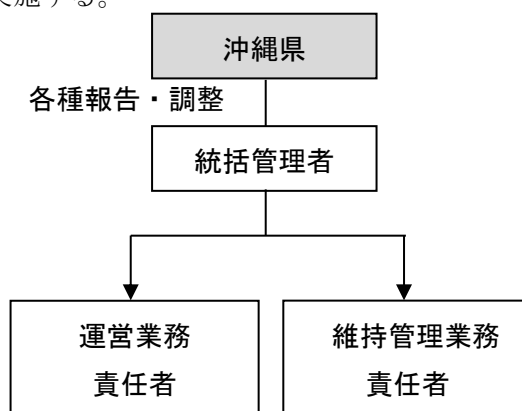 実施する。
沖縄県
各種報告・調整
統括管理者
運営業務
責任者
維持管理業務
責任者